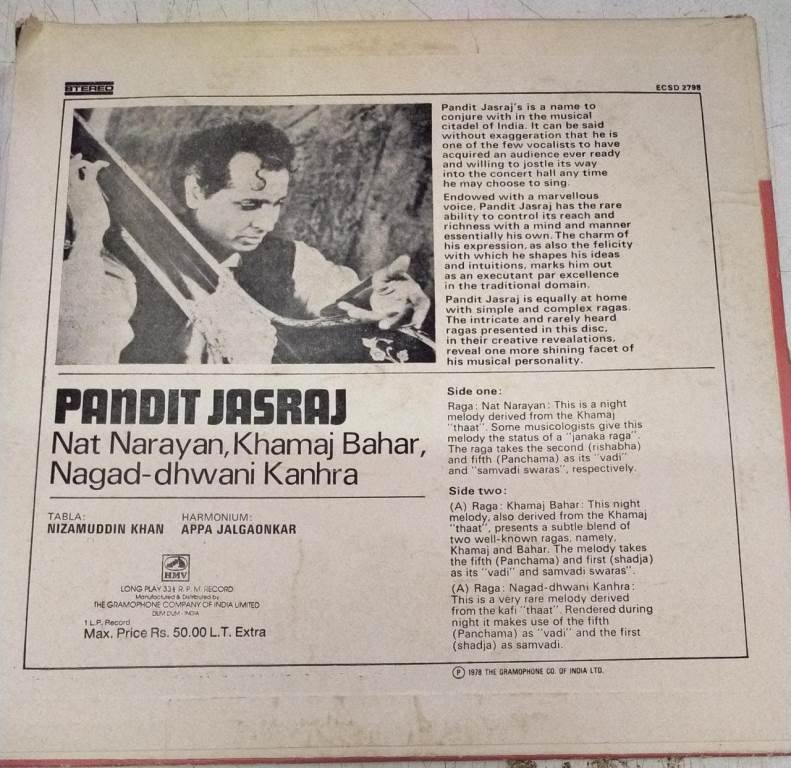 STEREO
ECSD 2798
Pandit Jasraj's is a name to
conjure with in the musical
citadel of India. It can be said
without exaggeration that he is
one of the few vocalists to have
acquired an audience ever ready
and willing to jostle its way
into the concert hall any time
he may choose to sing.
Endowed with a marvellous
voice, Pandit Jasraj has the rare
ability to control its reach and
richness with a mind and manner
essentially his own. The charm of
his expression, as also the felicity
with which he shapes his ideas
and intuitions, marks him out
as an executant par excellence
in the traditional domain.
Pandit Jasraj is equally at home
with simple and complex ragas.
The intricate and rarely heard
ragas presented in this disc,
in their creative revealations,
reveal one more shining facet of
his musical personality.
PANDIT JASRAJ
Nat Narayan, Khamaj Bahar,
Nagad-dhwani Kanhra
TABLA:
NIZAMUDDIN KHAN
HARMONIUM:
APPA JALGAONKAR
HMV
LONG PLAY 33⅓ R.P.M. RECORD
Manufactured & Distributed by
THE GRAMOPHONE COMPANY OF INDIA LIMITED
DUM DUM - INDIA
1 L.P. Record
Max. Price Rs. 50.00 L.T. Extra
Side one:
Raga: Nat Narayan: This is a night
melody derived from the Khamaj
"thaat". Some musicologists give this
melody the status of a "janaka raga".
The raga takes the second (rishabha)
and fifth (Panchama) as its "vadi"
and "samvadi swaras", respectively.
Side two:
(A) Raga: Khamaj Bahar: This night
melody, also derived from the Khamaj
"thaat", presents a subtle blend of
two well-known ragas, namely,
Khamaj and Bahar. The melody takes
the fifth (Panchama) and first (shadja)
as its "vadi" and samvadi swaras".
(A) Raga: Nagad-dhwani Kanhra:
This is a very rare melody derived
from the kafi "thaat". Rendered during
night it makes use of the fifth
(Panchama) as "vadi" and the first
(shadja) as samvadi.
Ⓟ 1978 THE GRAMOPHONE CO. OF INDIA LTD.